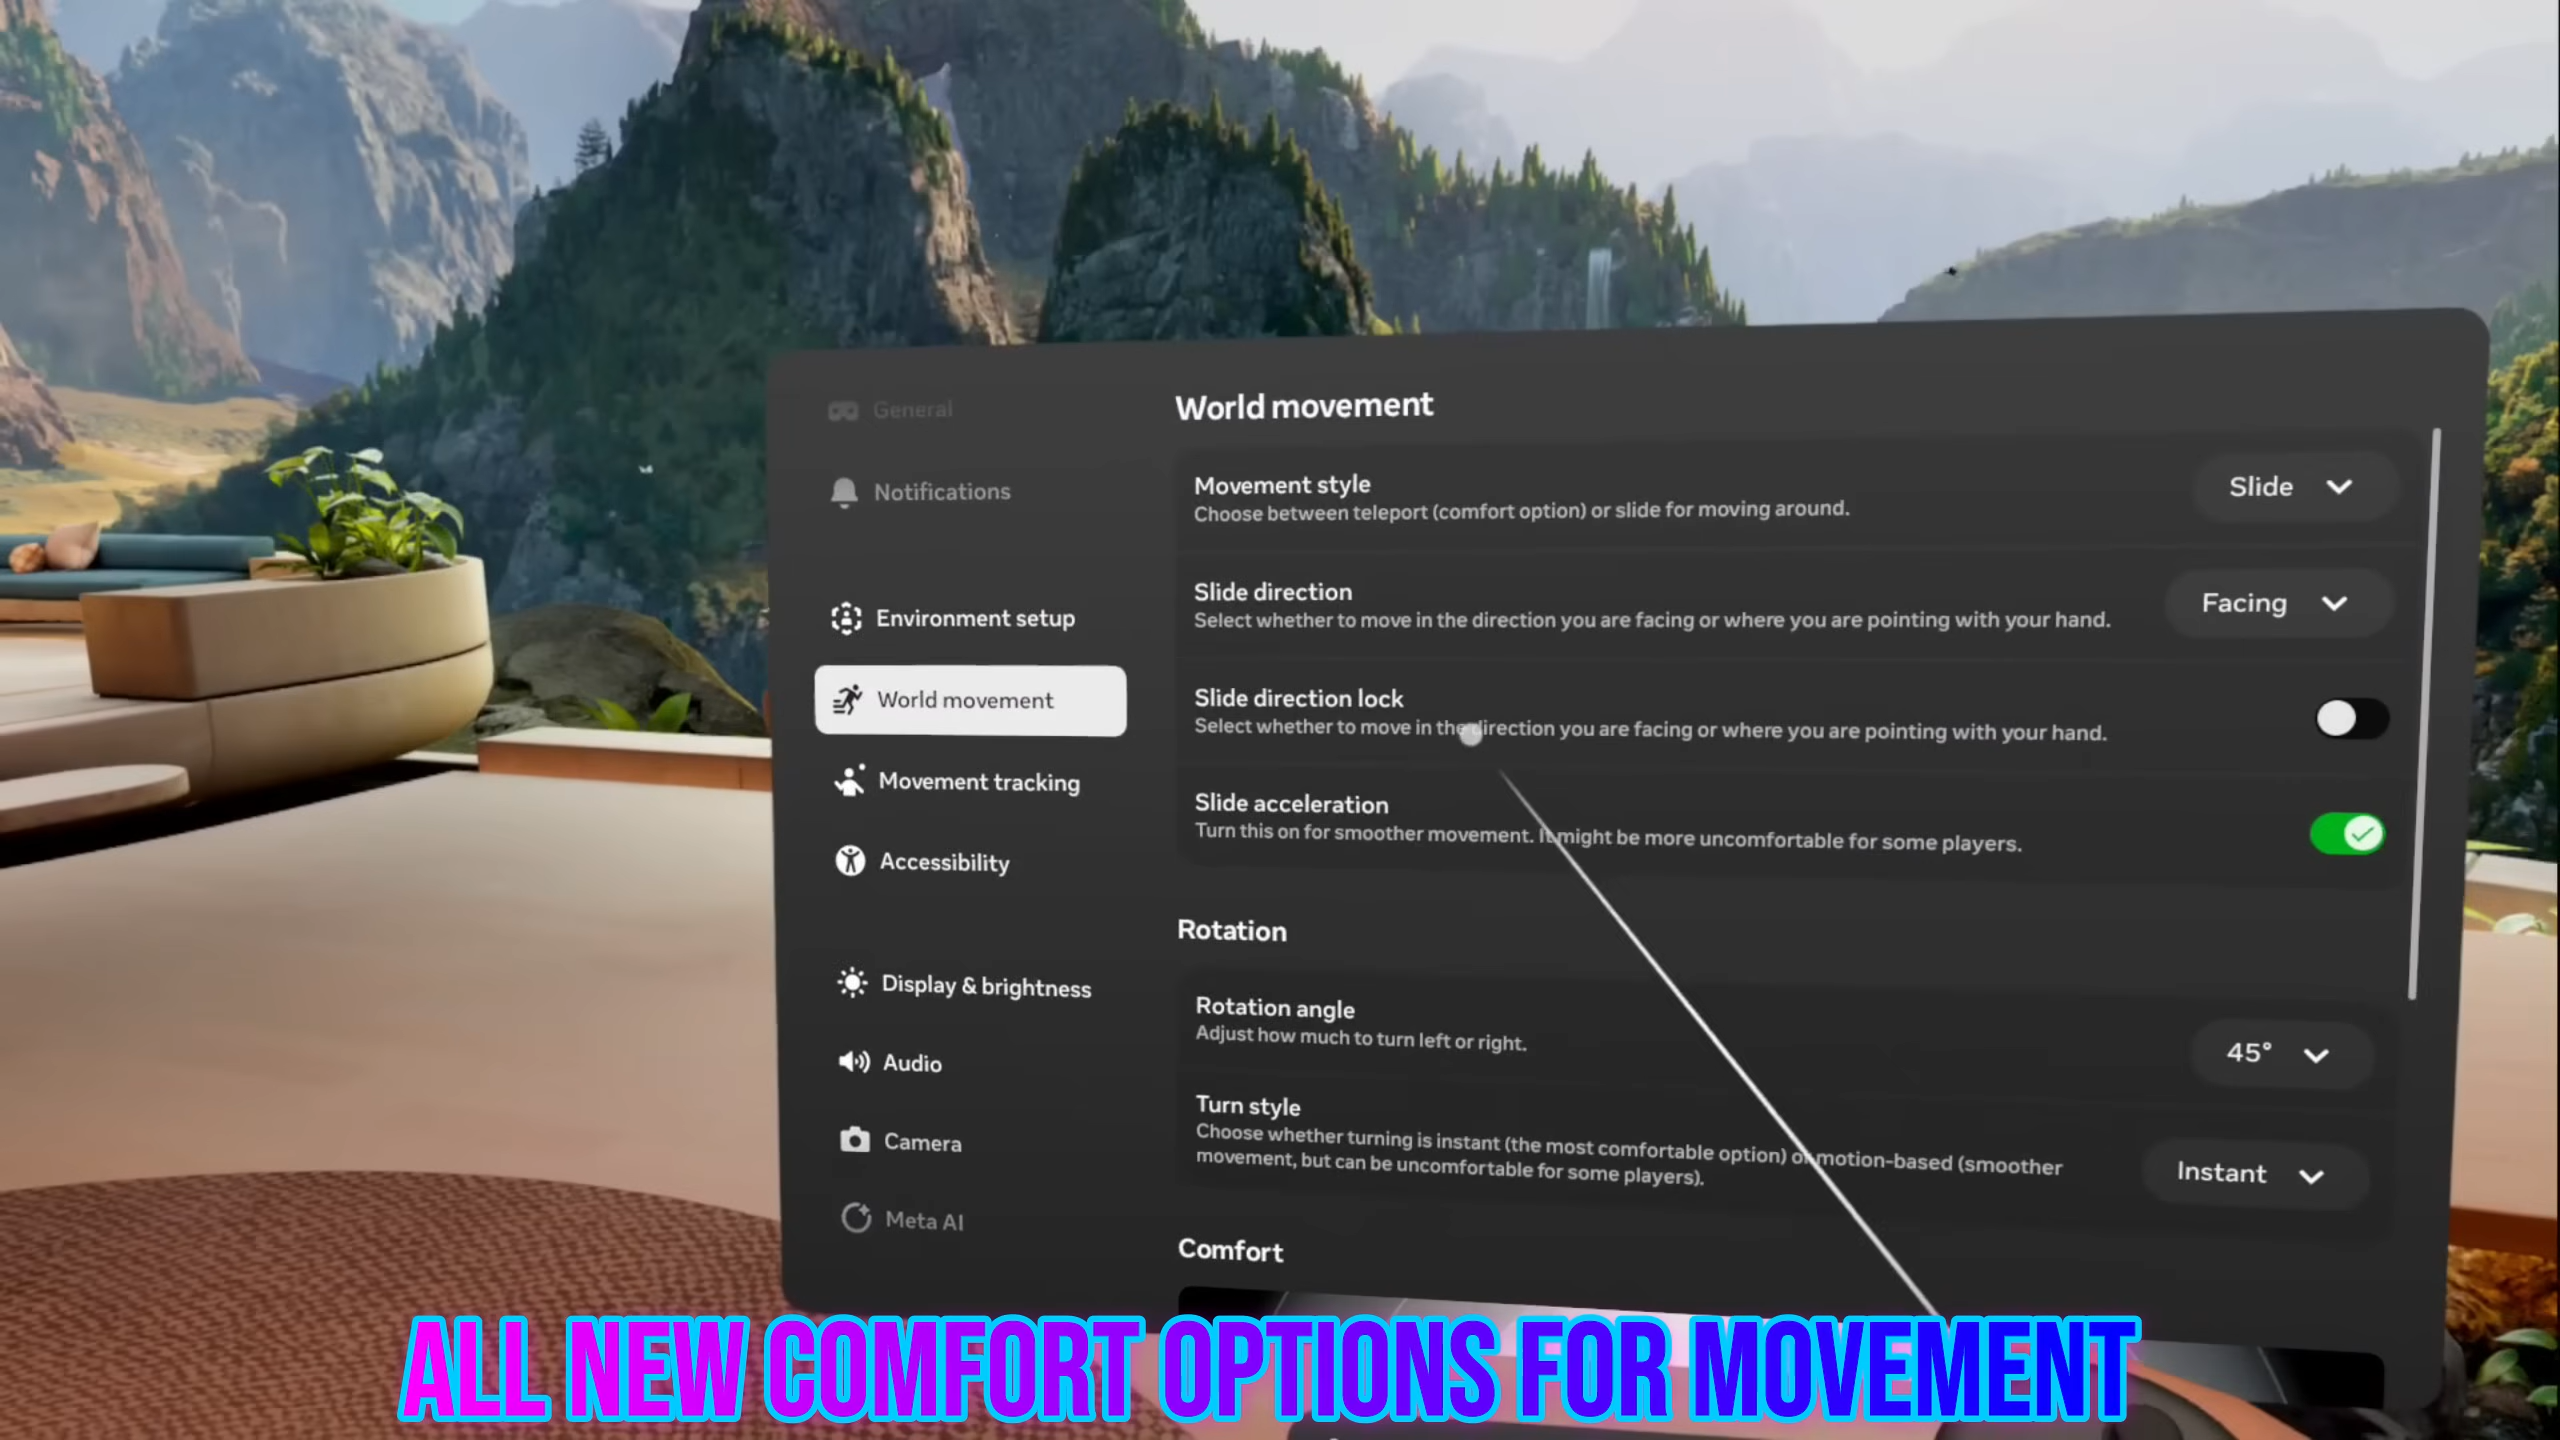 General
Notifications
Environment setup
World movement
Movement tracking
Accessibility
Display & brightness
Audio
Camera
Meta AI
World movement
Movement style
Choose between teleport (comfort option) or slide for moving around.
Slide
Slide direction
Select whether to move in the direction you are facing or where you are pointing with your hand.
Facing
Slide direction lock
Select whether to move in the direction you are facing or where you are pointing with your hand.
Slide acceleration
Turn this on for smoother movement. It might be more uncomfortable for some players.
Rotation
Rotation angle
Adjust how much to turn left or right.
45°
Turn style
Choose whether turning is instant (the most comfortable option) or motion-based (smoother
movement, but can be uncomfortable for some players).
Instant
Comfort
ALL NEW COMFORT OPTIONS FOR MOVEMENT